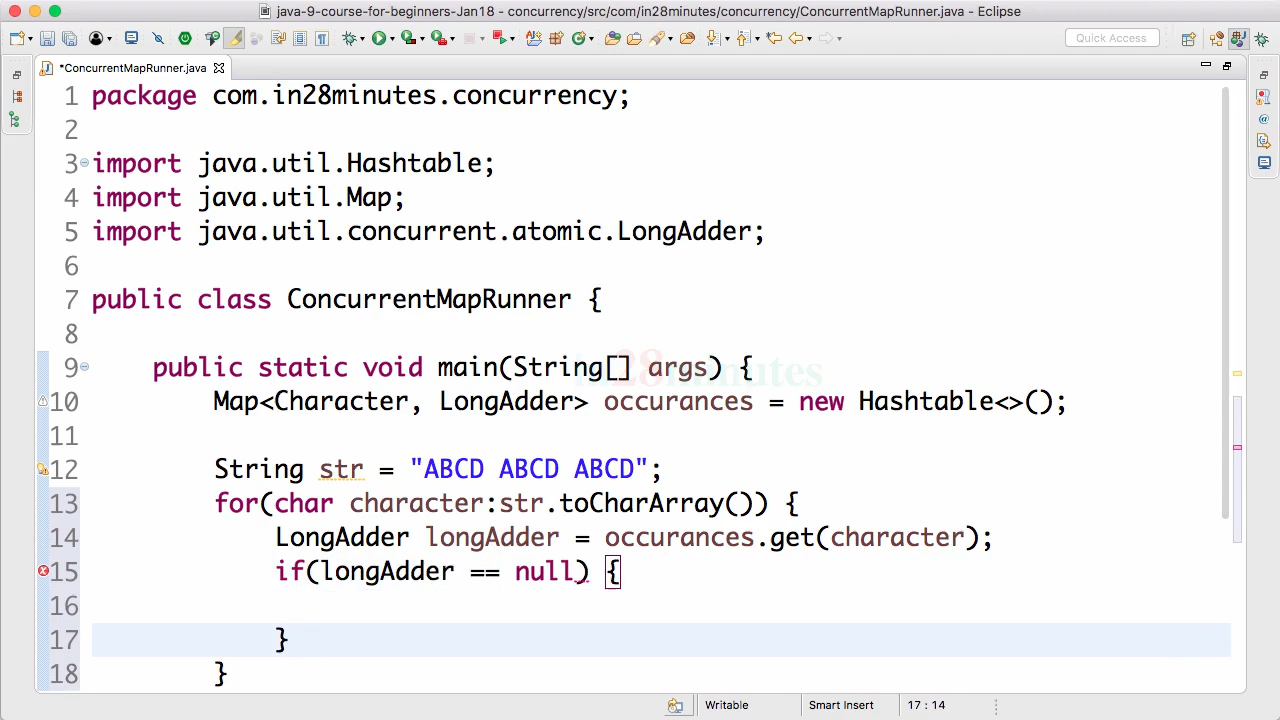 java-9-course-for-beginners-Jan18 - concurrency/src/com/in28minutes/concurrency/ConcurrentMapRunner.java - Eclipse
Quick Access
*ConcurrentMapRunner.java
1 package com.in28minutes.concurrency;
2
3 import java.util.Hashtable;
4 import java.util.Map;
5 import java.util.concurrent.atomic.LongAdder;
6
7 public class ConcurrentMapRunner {
8
9 public static void main(String[] args) {
in28minutes
10 Map<Character, LongAdder> occurances = new Hashtable<>();
11
12 String str = "ABCD ABCD ABCD";
13 for(char character:str.toCharArray()) {
14 LongAdder longAdder = occurances.get(character);
15 if(longAdder == null) {
16
17 }
18 }
Writable Smart Insert 17 : 14